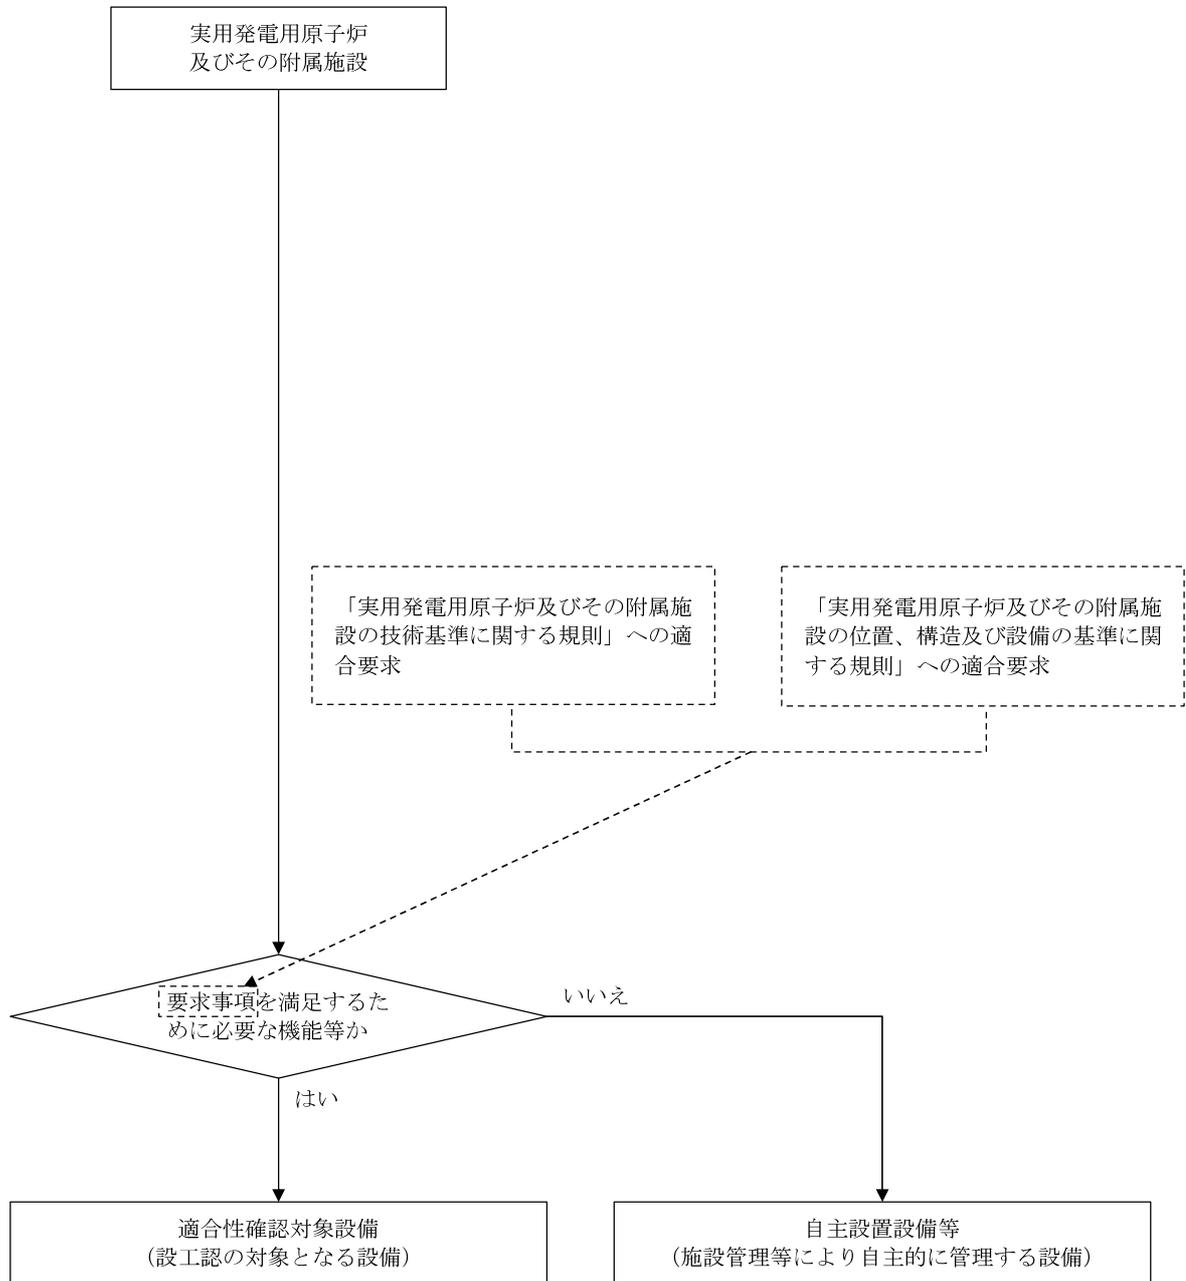 実用発電用原子炉
及びその附属施設
「実用発電用原子炉及びその附属施
設の技術基準に関する規則」への適
合要求
「実用発電用原子炉及びその附属施
設の位置、構造及び設備の基準に関
する規則」への適合要求
要求事項を満足するた
めに必要な機能等か
いいえ
はい
適合性確認対象設備
（設工認の対象となる設備）
自主設置設備等
（施設管理等により自主的に管理する設備）